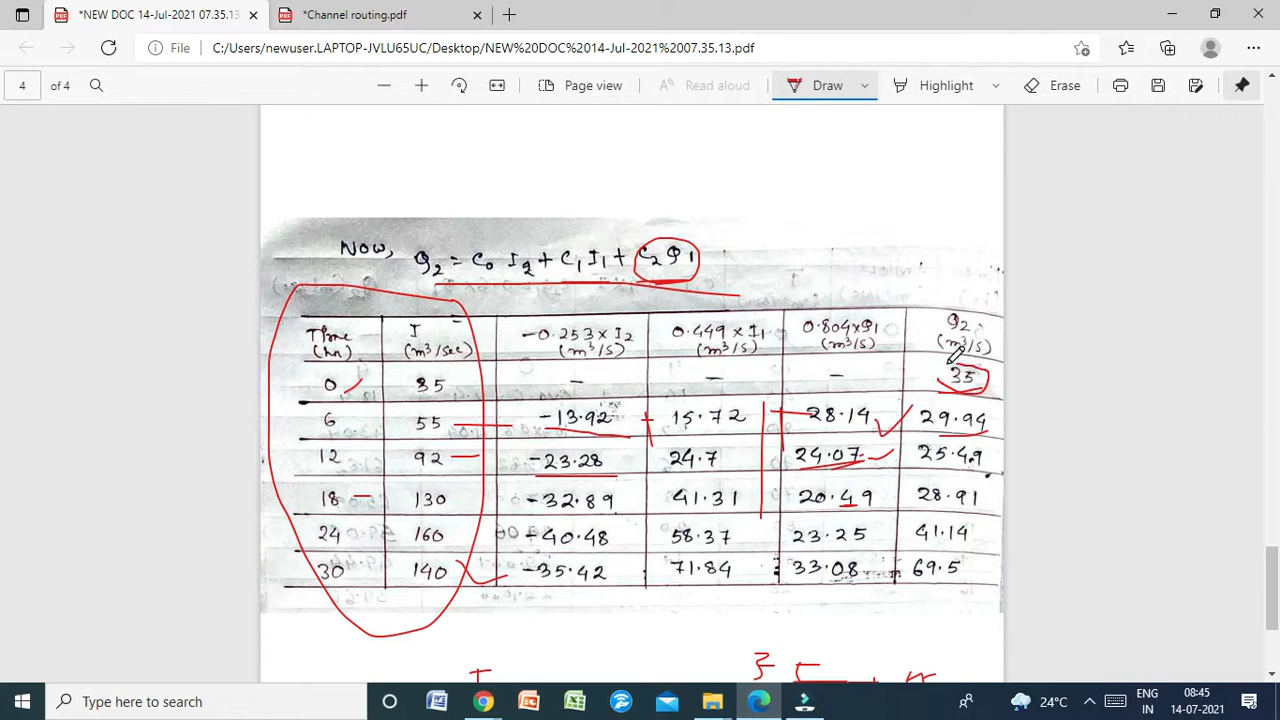 *NEW DOC 14-Jul-2021 07.35.13
*Channel routing.pdf
File
C:/Users/newuser.LAPTOP-JVLU65UC/Desktop/NEW%20DOC%2014-Jul-2021%2007.35.13.pdf
4 of 4
Page view
Read aloud
Draw
Highlight
Erase
Now, Q2 = C0 I2 + C1 I1 + C2 Q1
Time (hr) I (m³/sec) -0.253 × I2 (m³/s) 0.449 × I1 (m³/s) 0.804×Q1 (m³/s) Q2 (m³/s)
0 35 - - - 35
6 55 -13.92 + 15.72 + 28.14 29.94
12 92 -23.28 24.7 24.07 25.49
18 130 -32.89 41.31 20.49 28.91
24 160 -40.48 58.37 23.25 41.14
30 140 -35.42 71.84 33.08 69.5
Type here to search
24°C
ENG
IN
08:45
14-07-2021